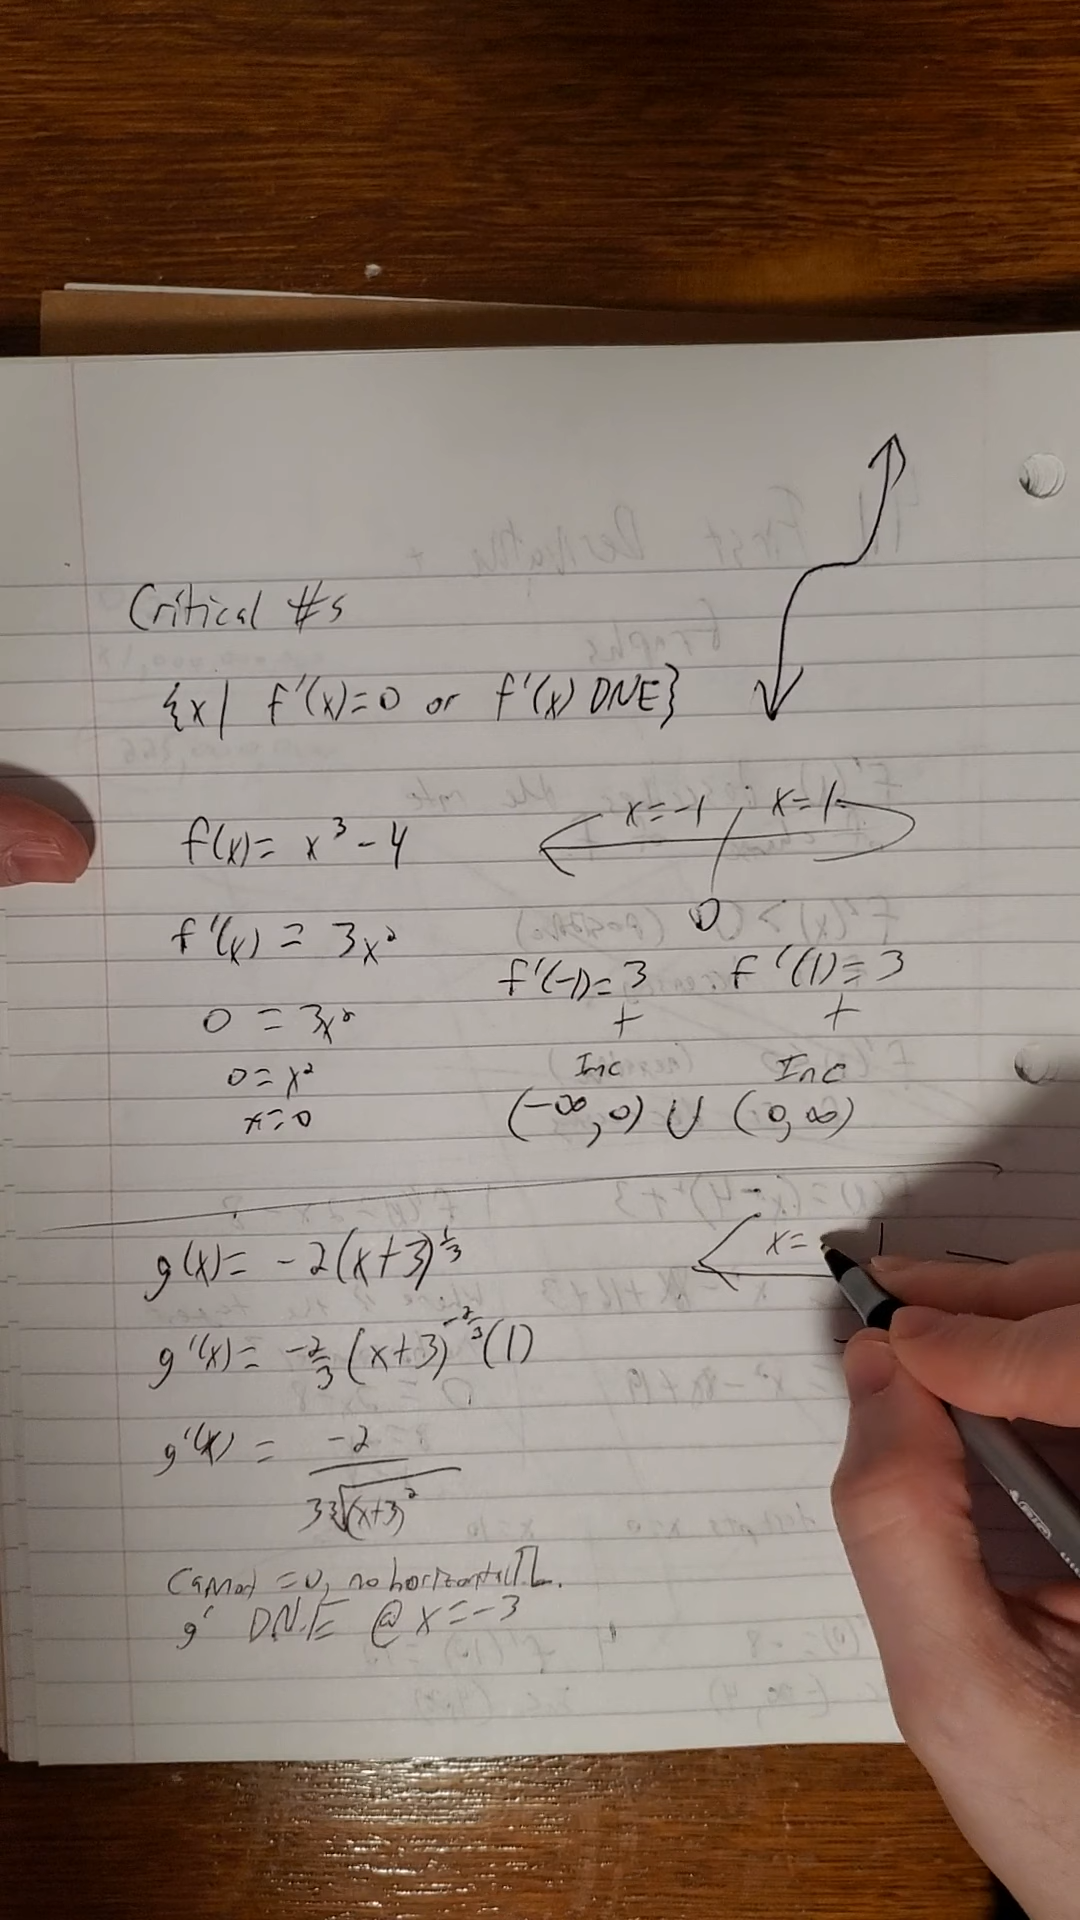 Critical #s
{x| f'(x)=0 or f'(x) DNE}
f(x)= x³ - 4
x=-1 x=1
0
f'(x) = 3x²
f'(-1)=3 f'(1)=3
+ +
0 = 3x²
0=x²
x=0
Inc Inc
(-∞,0) ∪ (0,∞)
g(x)= -2(x+3)^1/3
x=
g'(x)= -2/3 (x+3)^-2/3 (1)
g'(x) = -2 / 3∛(x+3)²
Cannot =0, no horizontal TL.
g' DNE @ x=-3